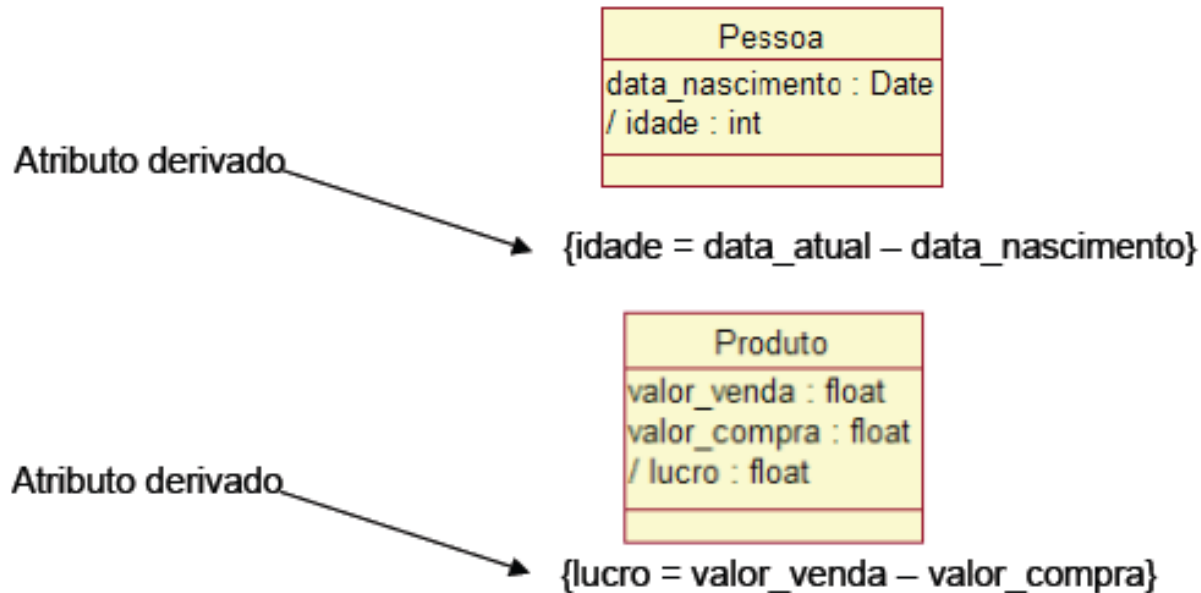 Pessoa
data_nascimento : Date
/ idade : int
Atributo derivado
{idade = data_atual – data_nascimento}
Produto
valor_venda : float
valor_compra : float
/ lucro : float
Atributo derivado
{lucro = valor_venda – valor_compra}